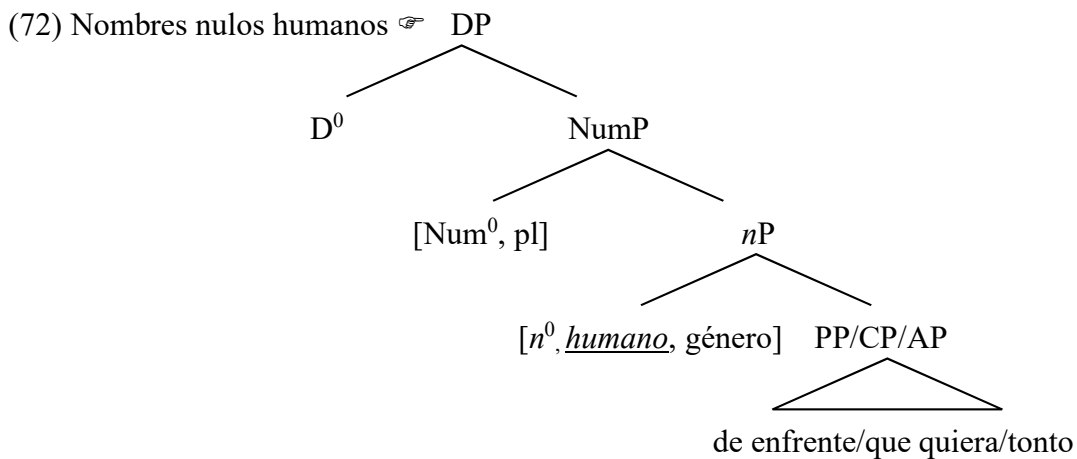 (72) Nombres nulos humanos ☞ DP
D⁰ NumP
[Num⁰, pl] nP
[n⁰, humano, género] PP/CP/AP
de enfrente/que quiera/tonto